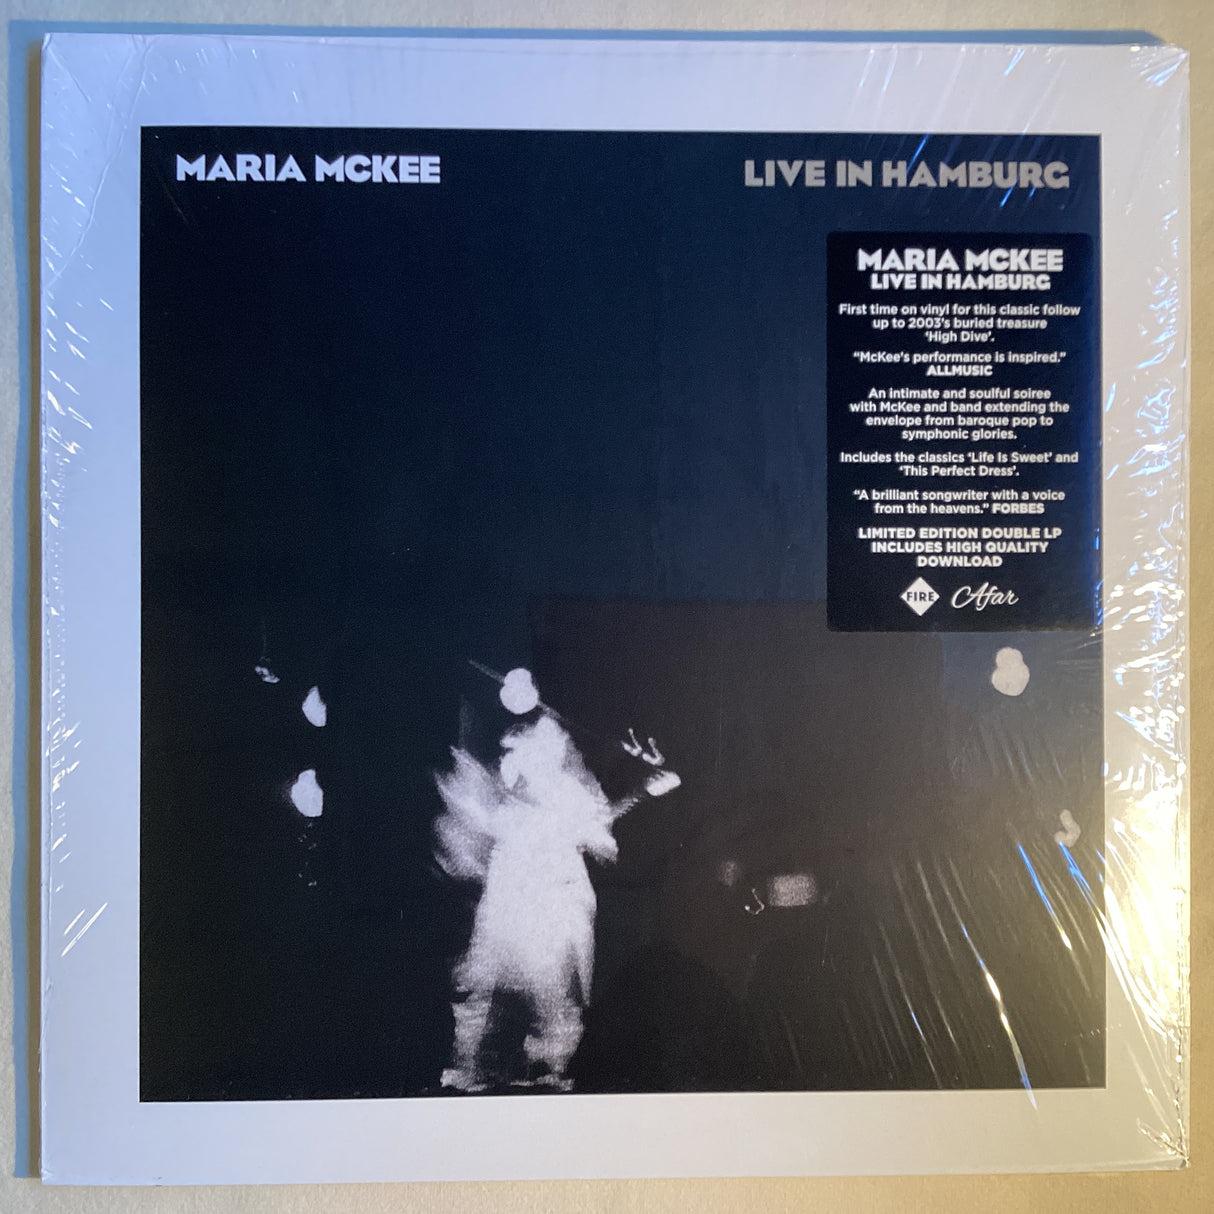 MARIA MCKEE
LIVE IN HAMBURG
MARIA MCKEE
LIVE IN HAMBURG
First time on vinyl for this classic follow
up to 2003's buried treasure
'High Dive'.
"McKee's performance is inspired."
ALLMUSIC
An intimate and soulful soiree
with McKee and band extending the
envelope from baroque pop to
symphonic glories.
Includes the classics 'Life Is Sweet' and
'This Perfect Dress'.
"A brilliant songwriter with a voice
from the heavens." FORBES
LIMITED EDITION DOUBLE LP
INCLUDES HIGH QUALITY
DOWNLOAD
FIRE Afar